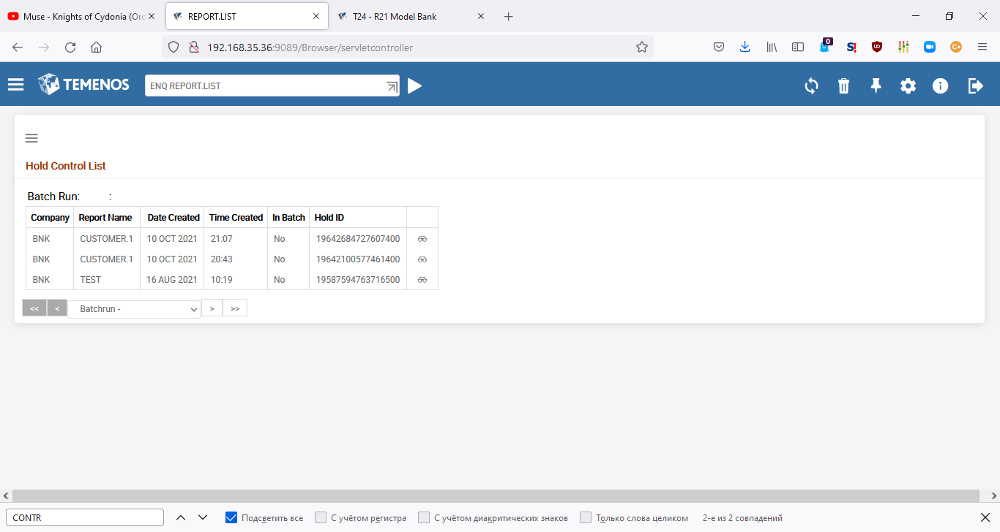 Muse - Knights of Cydonia (Orc
REPORT.LIST
T24 - R21 Model Bank
192.168.35.36:9089/Browser/servletcontroller
0
S!
UD
C+
TEMENOS
ENQ REPORT.LIST
Hold Control List
Batch Run: :
Company Report Name Date Created Time Created In Batch Hold ID
BNK CUSTOMER.1 10 OCT 2021 21:07 No 19642684727607400
BNK CUSTOMER.1 10 OCT 2021 20:43 No 19642100577461400
BNK TEST 16 AUG 2021 10:19 No 19587594763716500
<< < Batchrun - > >>
CONTR Подсветить все С учётом регистра С учётом диакритических знаков Только слова целиком 2-е из 2 совпадений